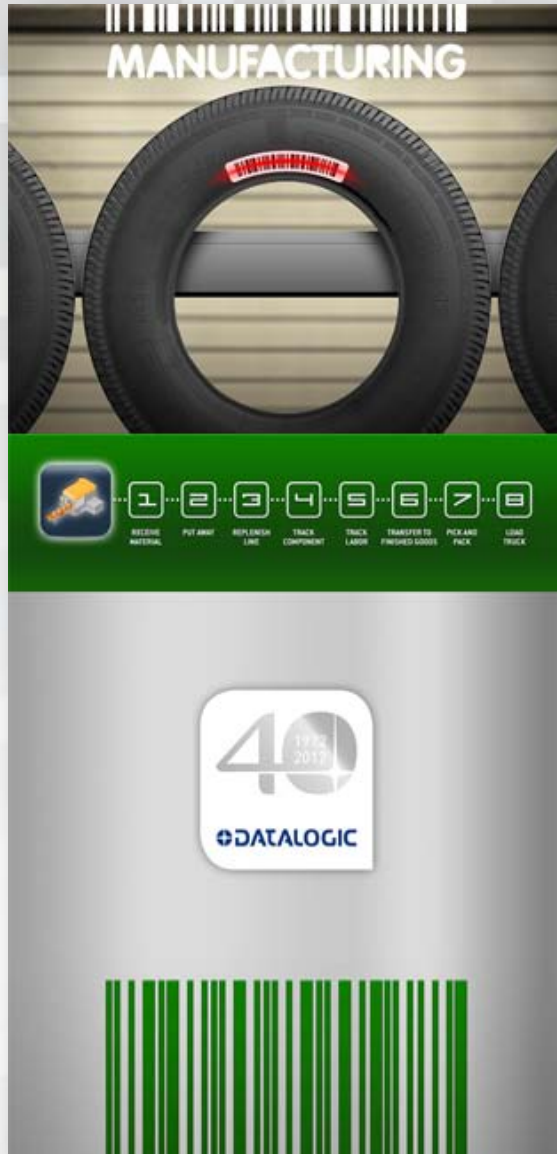 MANUFACTURING
1 2 3 4 5 6 7 8
RECEIVE MATERIAL
PUT AWAY
REPLENISH LINE
TRACK COMPONENT
TRACK LABOR
TRANSFER TO FINISHED GOODS
PICK AND PACK
LOAD TRUCK
40
1972
2012
DATALOGIC